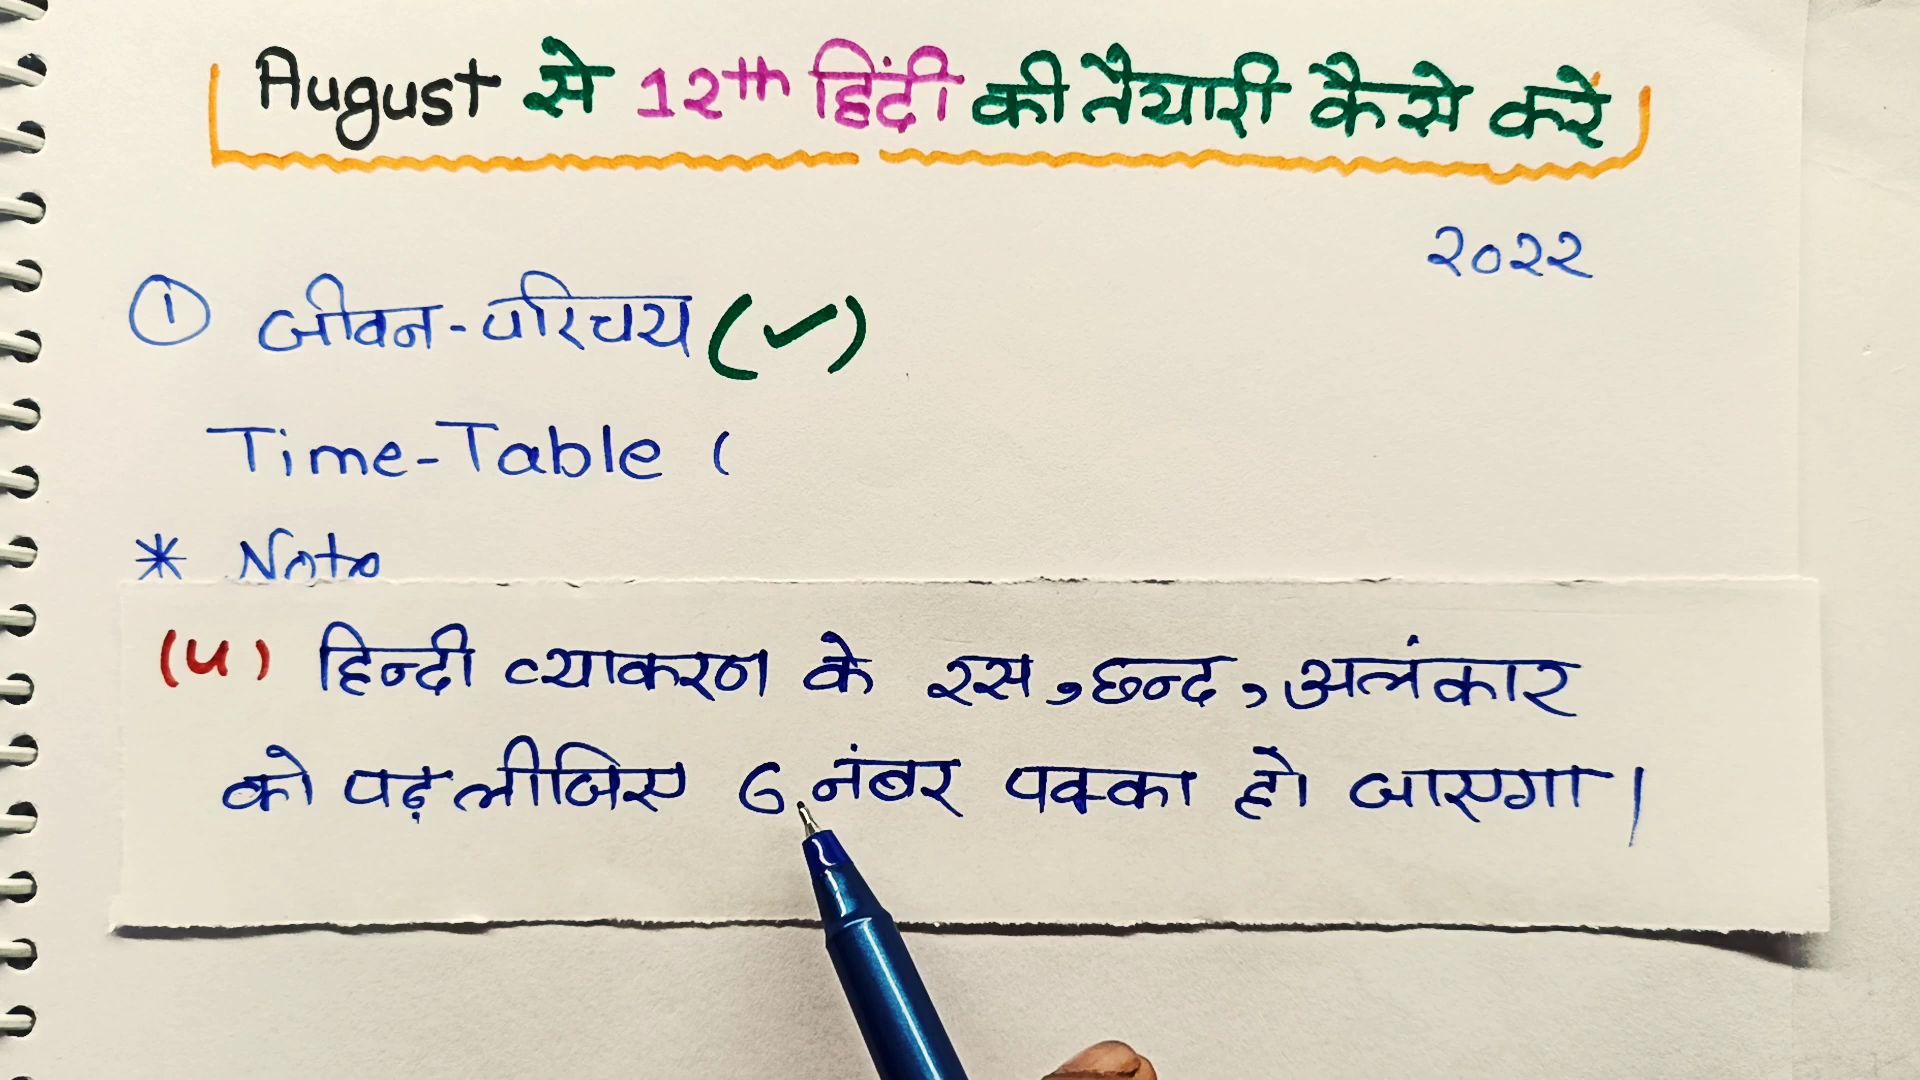 August से 12th हिंदी की तैयारी कैसे करें
2022
① जीवन-परिचय (✓)
Time-Table (
* Note
(५) हिन्दी व्याकरण के रस, छन्द, अलंकार
को पढ़ लीजिए 6 नंबर पक्का हो जाएगा।